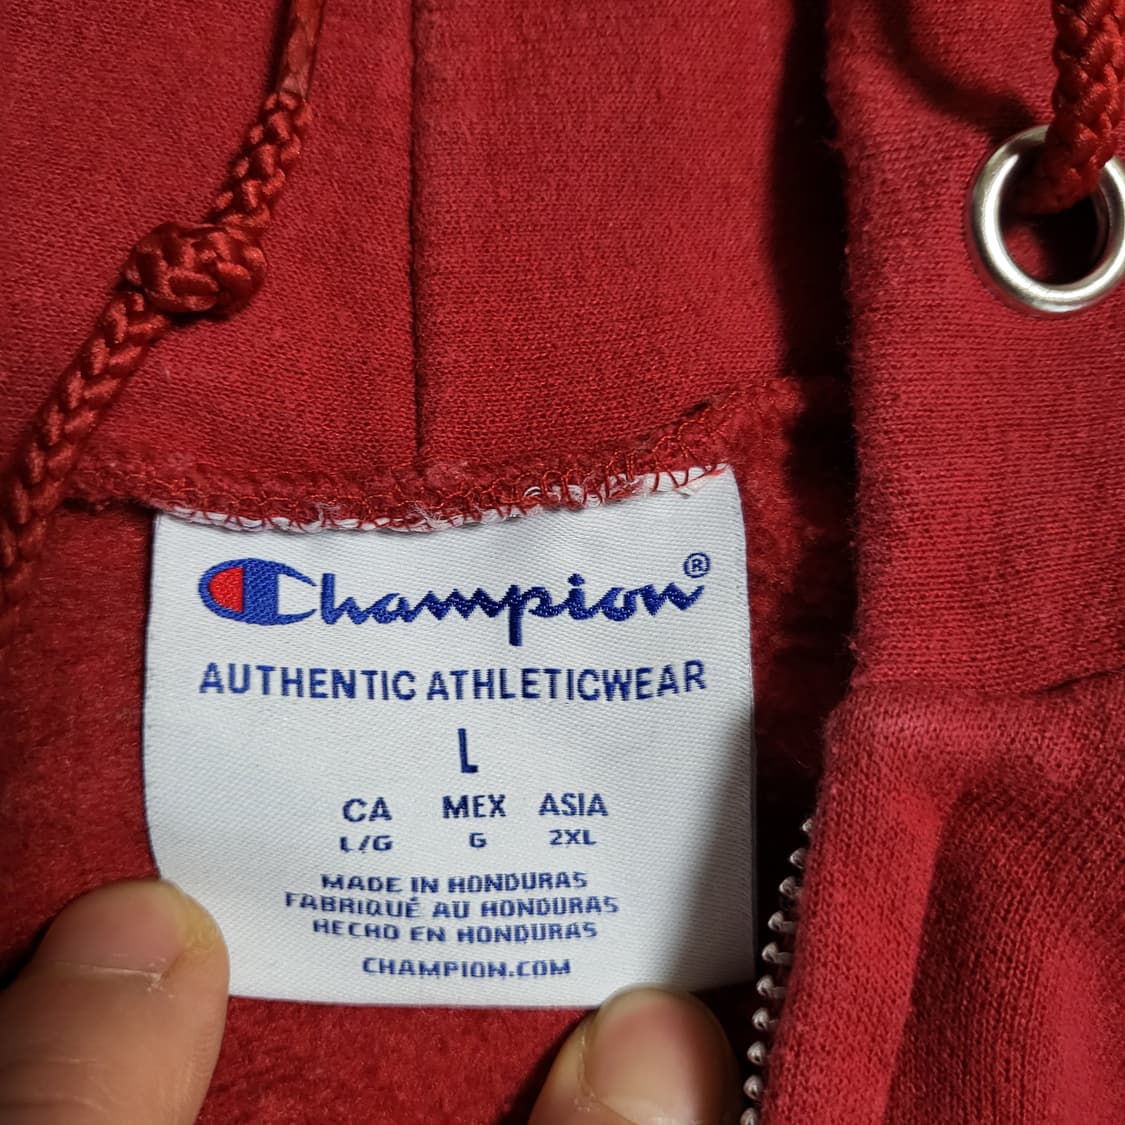 Champion®
AUTHENTIC ATHLETICWEAR
L
CA MEX ASIA
L/G G 2XL
MADE IN HONDURAS
FABRIQUÉ AU HONDURAS
HECHO EN HONDURAS
CHAMPION.COM